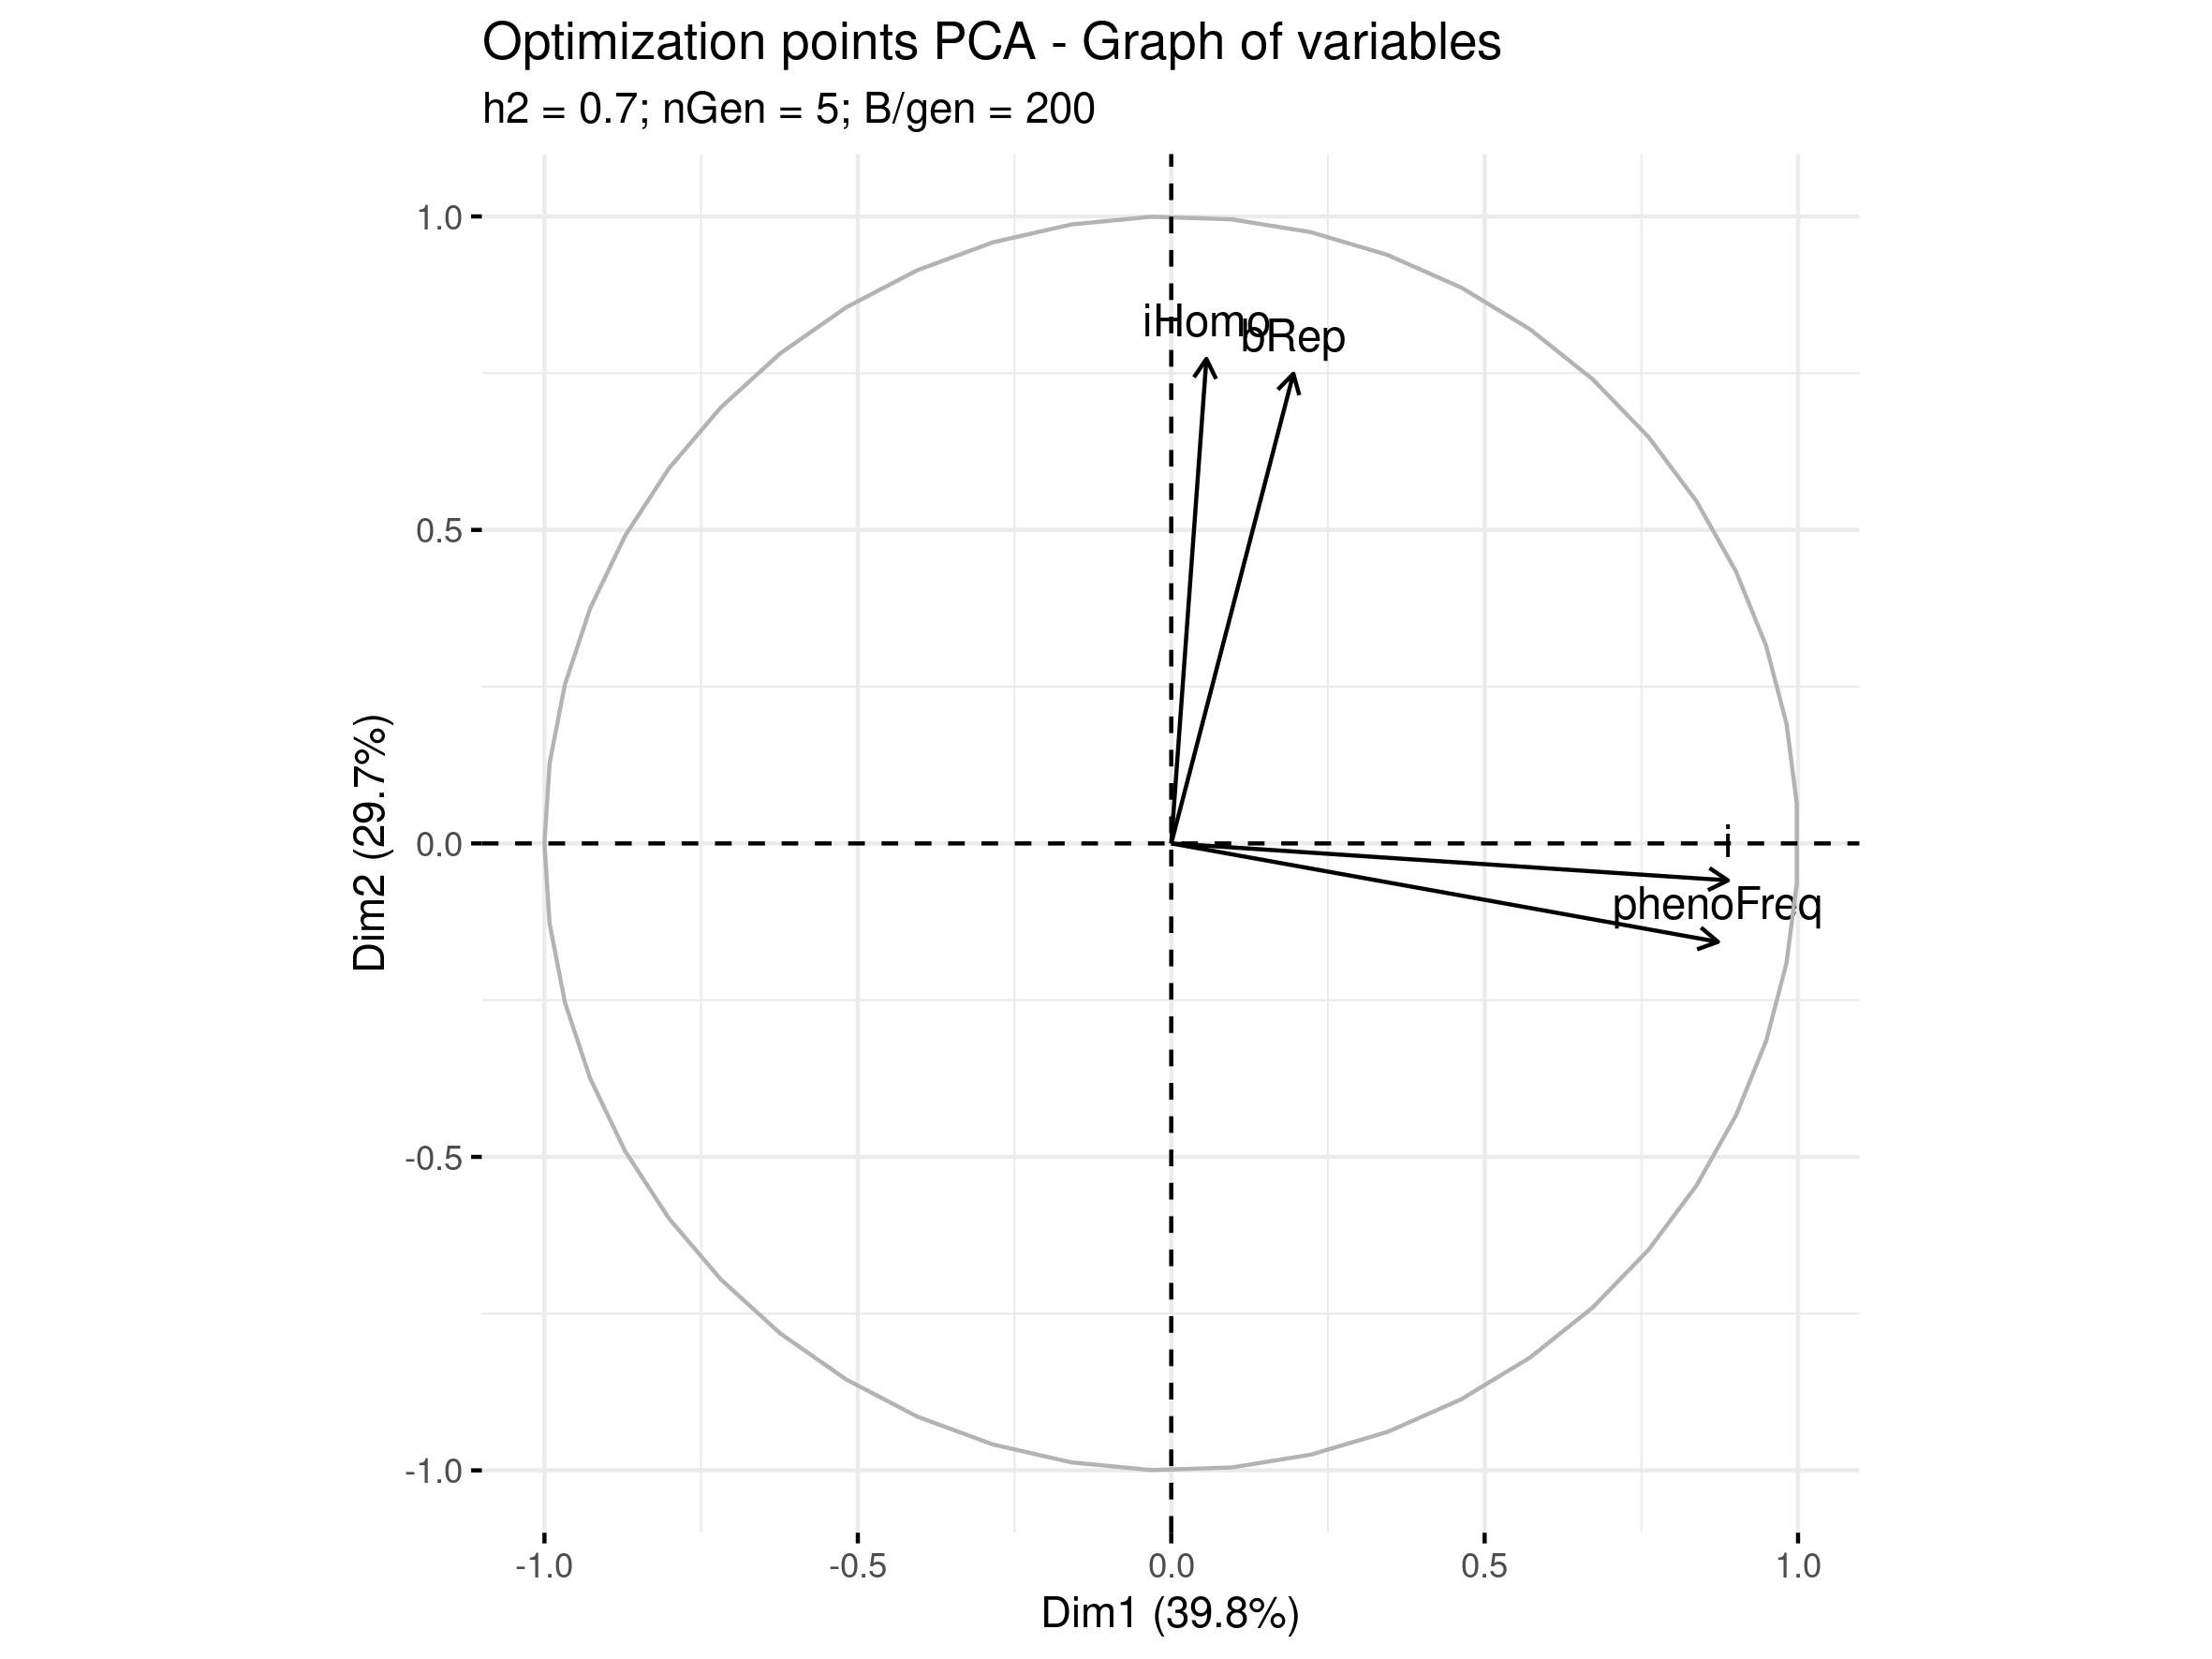 Optimization points PCA - Graph of variables
h2 = 0.7; nGen = 5; B/gen = 200
1.0
0.5
0.0
-0.5
-1.0
Dim2 (29.7%)
iHomo
bRep
i
phenoFreq
-1.0
-0.5
0.0
0.5
1.0
Dim1 (39.8%)